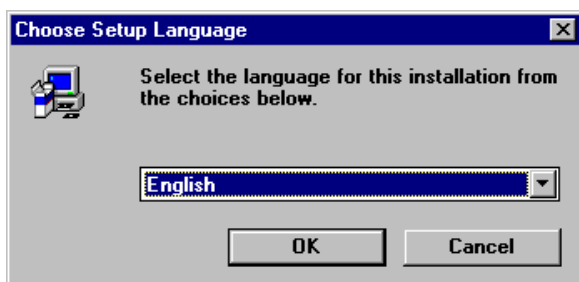 Choose Setup Language
Select the language for this installation from
the choices below.
English
OK
Cancel